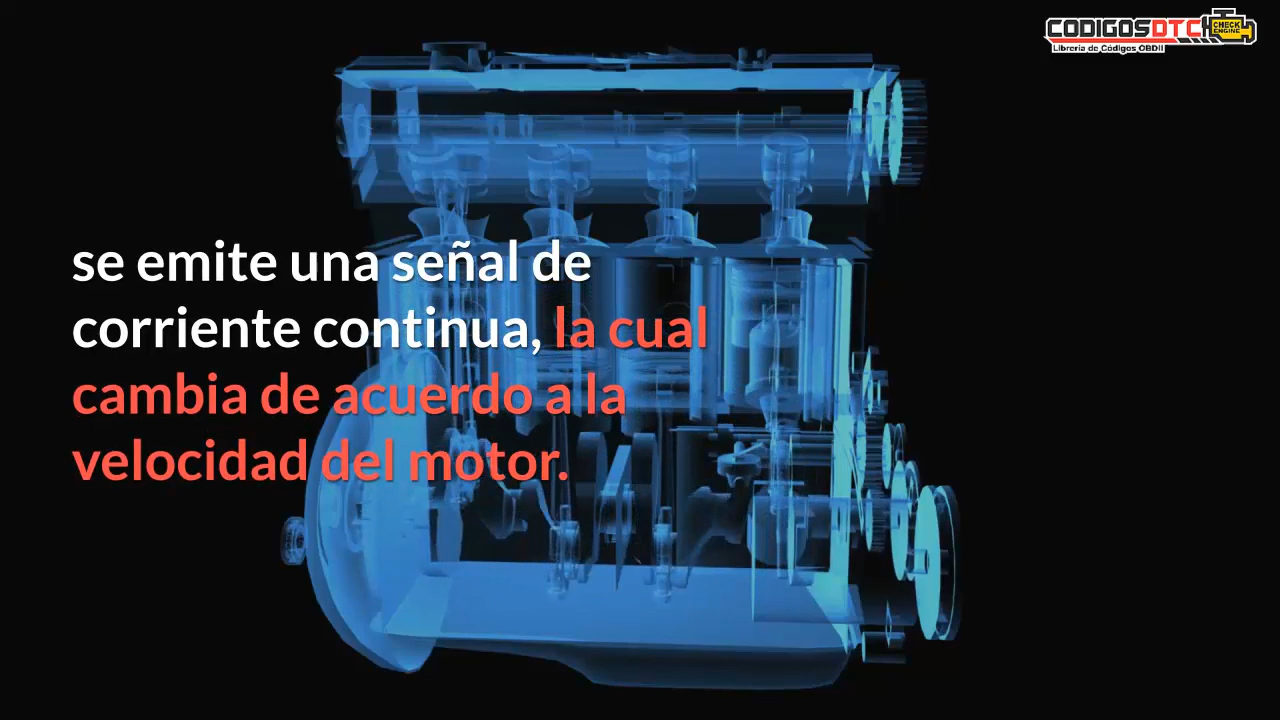 CODIGOSDTC
CHECK
ENGINE
Libreria de Códigos OBDII
se emite una señal de
corriente continua, la cual
cambia de acuerdo a la
velocidad del motor.